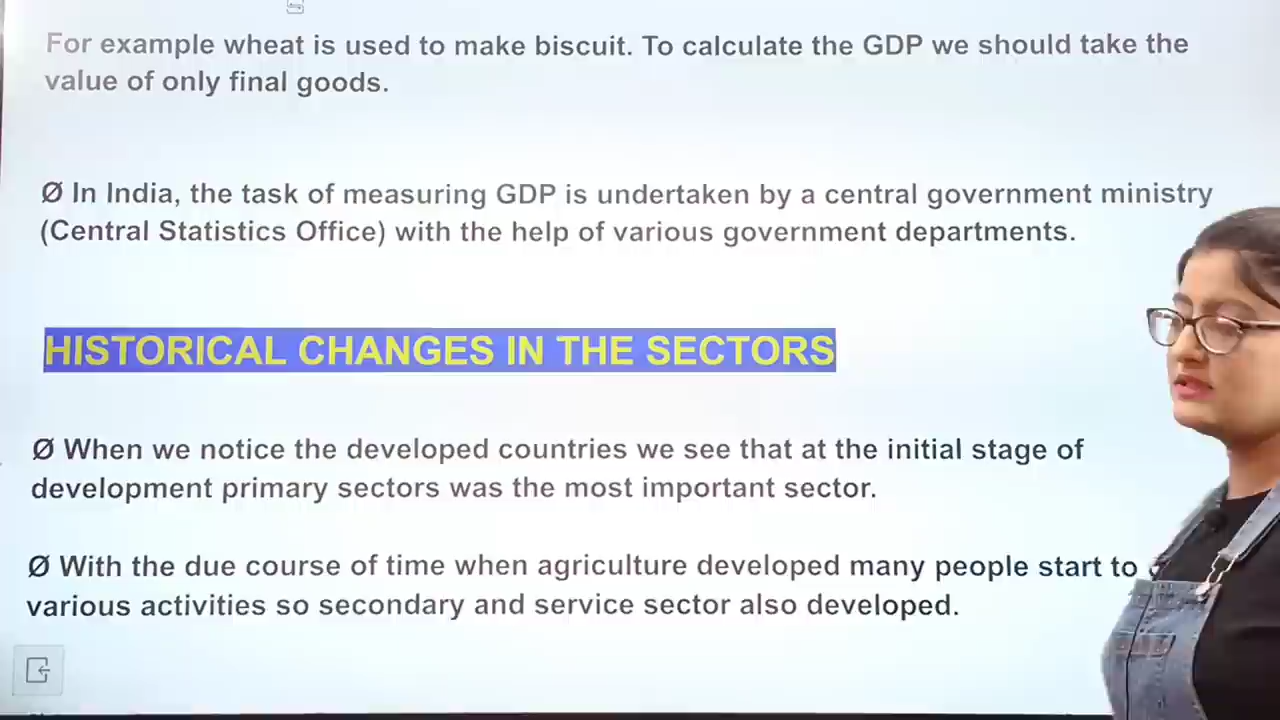 For example wheat is used to make biscuit. To calculate the GDP we should take the
value of only final goods.
Ø In India, the task of measuring GDP is undertaken by a central government ministry
(Central Statistics Office) with the help of various government departments.
HISTORICAL CHANGES IN THE SECTORS
Ø When we notice the developed countries we see that at the initial stage of
development primary sectors was the most important sector.
Ø With the due course of time when agriculture developed many people start to
various activities so secondary and service sector also developed.